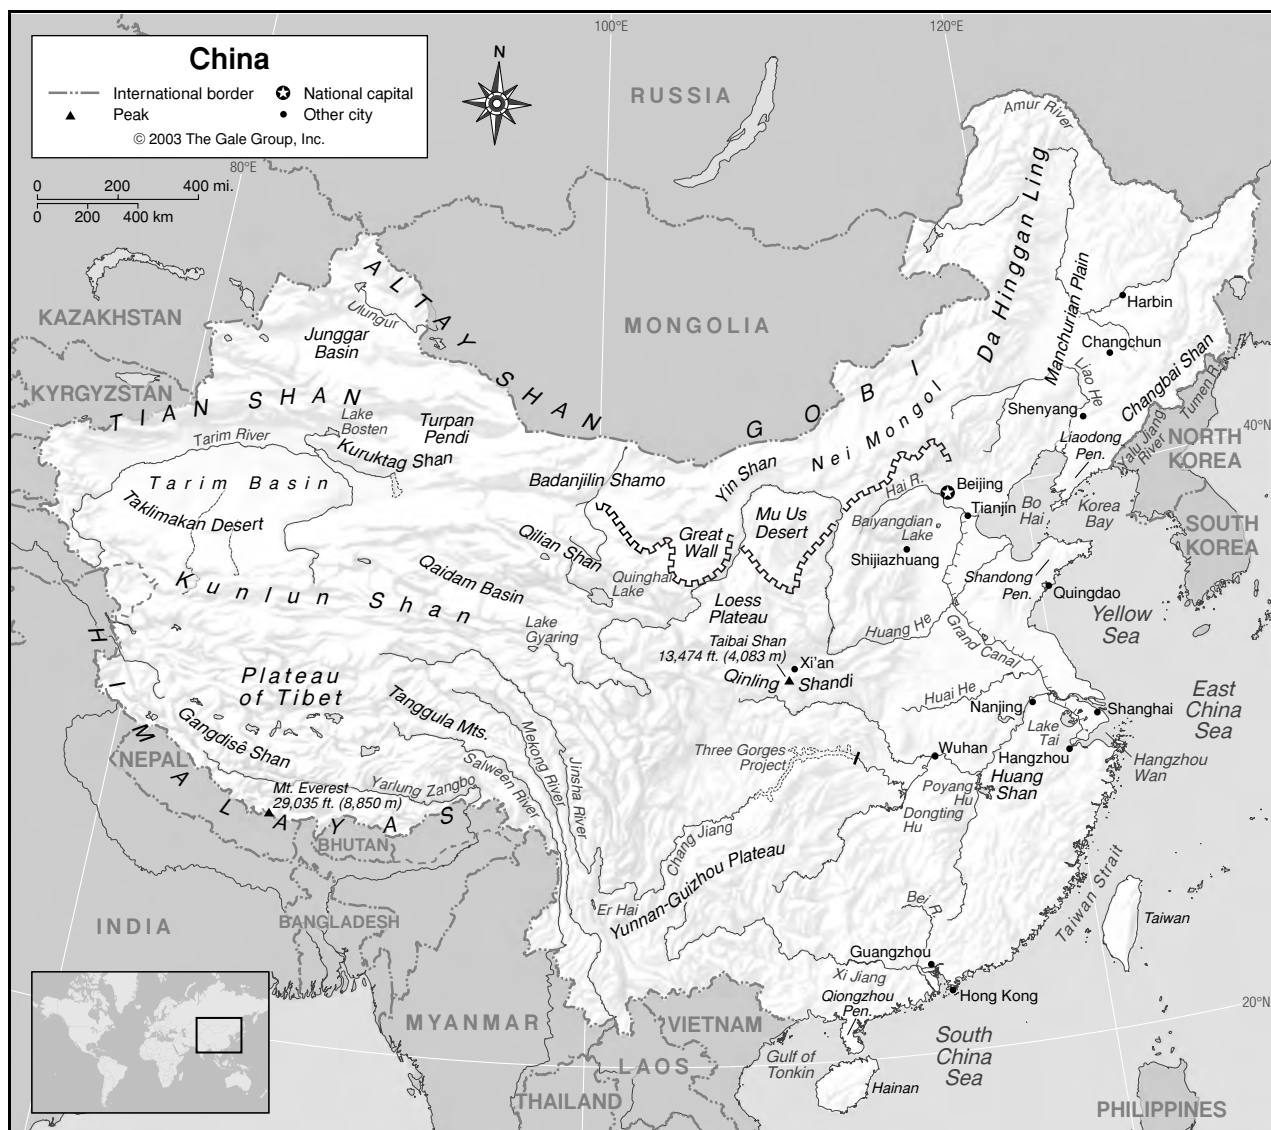 China
International border
National capital
Peak
Other city
© 2003 The Gale Group, Inc.
N
100°E
120°E
80°E
0 200 400 mi.
0 200 400 km
RUSSIA
Amur River
KAZAKHSTAN
ALTAY SHAN
Ulungur
Junggar
Basin
MONGOLIA
Da Hinggan Ling
Manchurian Plain
Harbin
Changchun
Changbai Shan
Liao He
Tumen R.
KYRGYZSTAN
TIAN SHAN
Lake
Bosten
Turpan
Pendi
GOBI
Nei Mongol
Shenyang
Liaodong
Pen.
Yalu Jiang
River
40°N
NORTH
KOREA
Tarim River
Kuruktag Shan
Tarim Basin
Taklimakan Desert
Badanjilin Shamo
Yin Shan
Hai R.
Beijing
Tianjin
Bo
Hai
Korea
Bay
SOUTH
KOREA
Great
Wall
Mu Us
Desert
Baiyangdian
Lake
Shijiazhuang
Qilian Shan
Quinghai
Lake
Qaidam Basin
Kunlun Shan
Lake
Gyaring
Loess
Plateau
Shandong
Pen.
Quingdao
Yellow
Sea
Huang He
Grand Canal
Taibai Shan
13,474 ft. (4,083 m)
Xi'an
Qinling Shandi
HIMALAYAS
Plateau
of Tibet
Tanggula Mts.
Gangdisê Shan
Huai He
Nanjing
Shanghai
Lake
Tai
East
China
Sea
Mekong River
Jinsha River
Salween River
Three Gorges
Project
Wuhan
Hangzhou
Hangzhou
Wan
Huang
Shan
Poyang
Hu
Dongting
Hu
NEPAL
Mt. Everest
29,035 ft. (8,850 m)
Yarlung Zangbo
BHUTAN
Chang Jiang
Yunnan-Guizhou Plateau
Er Hai
Bei R.
Taiwan Strait
Taiwan
INDIA
BANGLADESH
Guangzhou
Xi Jiang
Qiongzhou
Pen.
Hong Kong
20°N
MYANMAR
VIETNAM
LAOS
Gulf of
Tonkin
South
China
Sea
Hainan
THAILAND
PHILIPPINES